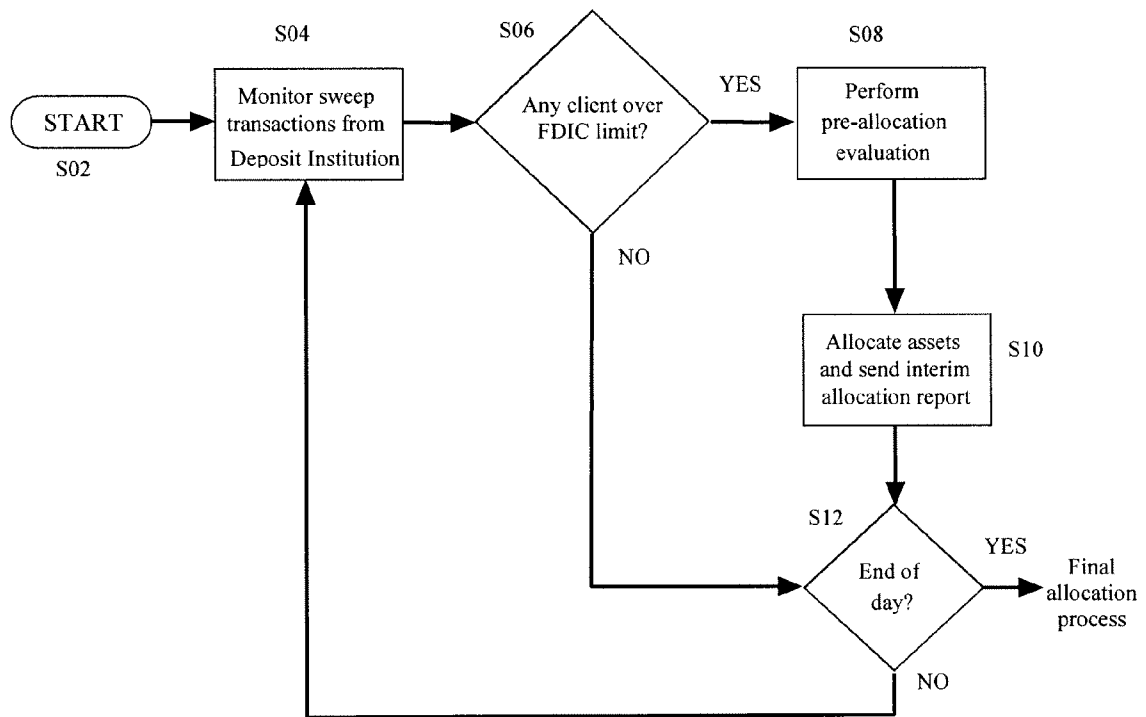 S04
S06
S08
START
S02
Monitor sweep
transactions from
Deposit Institution
Any client over
FDIC limit?
YES
Perform
pre-allocation
evaluation
NO
Allocate assets
and send interim
allocation report
S10
S12
End of
day?
YES
Final
allocation
process
NO